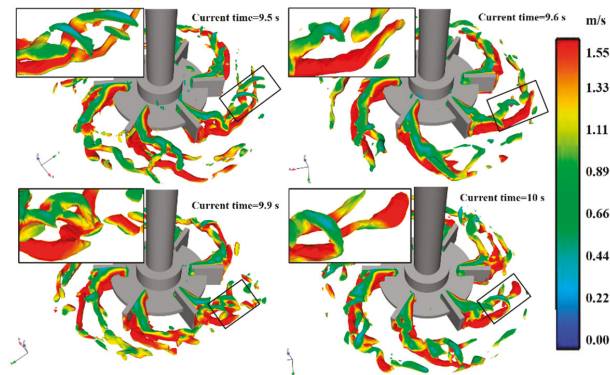 Current time=9.5 s
Current time=9.6 s
m/s
1.55
1.33
1.11
0.89
0.66
0.44
0.22
0.00
Current time=9.9 s
Current time=10 s